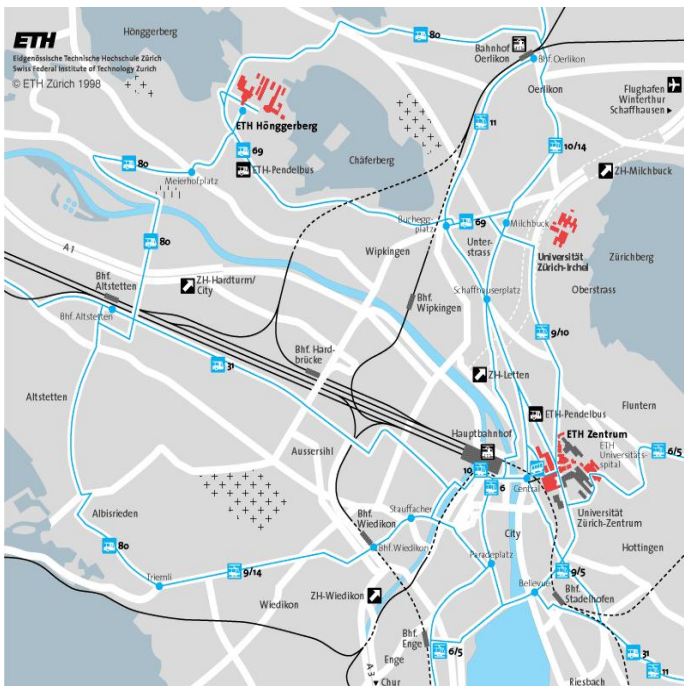 ETH
Eidgenössische Technische Hochschule Zürich
Swiss Federal Institute of Technology Zurich
© ETH Zürich 1998
Hönggerberg
80
Bahnhof
Oerlikon
Bhf. Oerlikon
Oerlikon
Flughafen
Winterthur
Schaffhausen
ETH Hönggerberg
11
10/14
69
ETH-Pendelbus
Chäferberg
ZH-Milchbuck
80
Meierhofplatz
Buchegg-
platz
69
Milchbuck
Unter-
strass
Universität
Zürich-Irchel
Zürichberg
80
Wipkingen
Oberstrass
A1
Bhf.
Altstetten
ZH-Hardturm/
City
Schaffhauserplatz
Bhf.
Wipkingen
Bhf. Altstetten
9/10
31
Bhf. Hard-
brücke
ZH-Letten
Altstetten
ETH-Pendelbus
Fluntern
Hauptbahnhof
ETH Zentrum
ETH
Universitäts-
spital
6/5
Aussersihl
10
6
Central
Stauffacher
Universität
Zürich-Zentrum
Albisrieden
Bhf.
Wiedikon
City
80
Bhf. Wiedikon
Paradeplatz
Hottingen
9/14
9/5
Triemli
Wiedikon
ZH-Wiedikon
Bellevue
Bhf.
Stadelhofen
Bhf.
Enge
6/5
31
Enge
11
A3
Chur
Riesbach